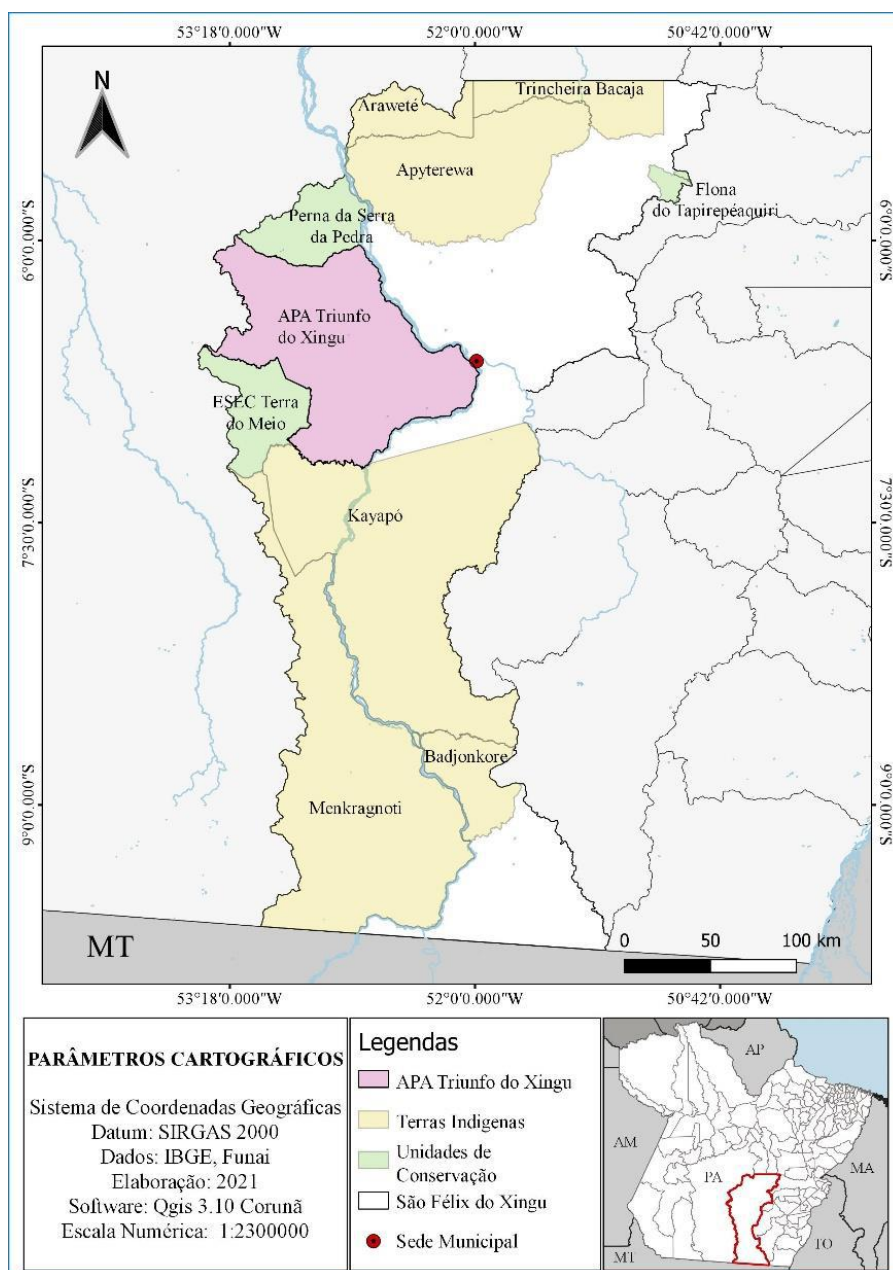 53°18'0.000"W
52°0'0.000"W
50°42'0.000"W
N
Trincheira Bacaja
Araweté
Apyterewa
Flona
do Tapirepéaquiri
Perna da Serra
da Pedra
6°0'0.000"S
6°0'0.000"S
APA Triunfo
do Xingu
ESEC Terra
do Meio
Kayapó
7°30'0.000"S
7°30'0.000"S
Badjonkore
Menkragnoti
9°0'0.000"S
9°0'0.000"S
MT
0 50 100 km
53°18'0.000"W
52°0'0.000"W
50°42'0.000"W
PARÂMETROS CARTOGRÁFICOS
Sistema de Coordenadas Geográficas
Datum: SIRGAS 2000
Dados: IBGE, Funai
Elaboração: 2021
Software: Qgis 3.10 Corunã
Escala Numérica: 1:2300000
Legendas
APA Triunfo do Xingu
Terras Indigenas
Unidades de
Conservação
São Félix do Xingu
Sede Municipal
AP
AM
PA
MA
TO
MT